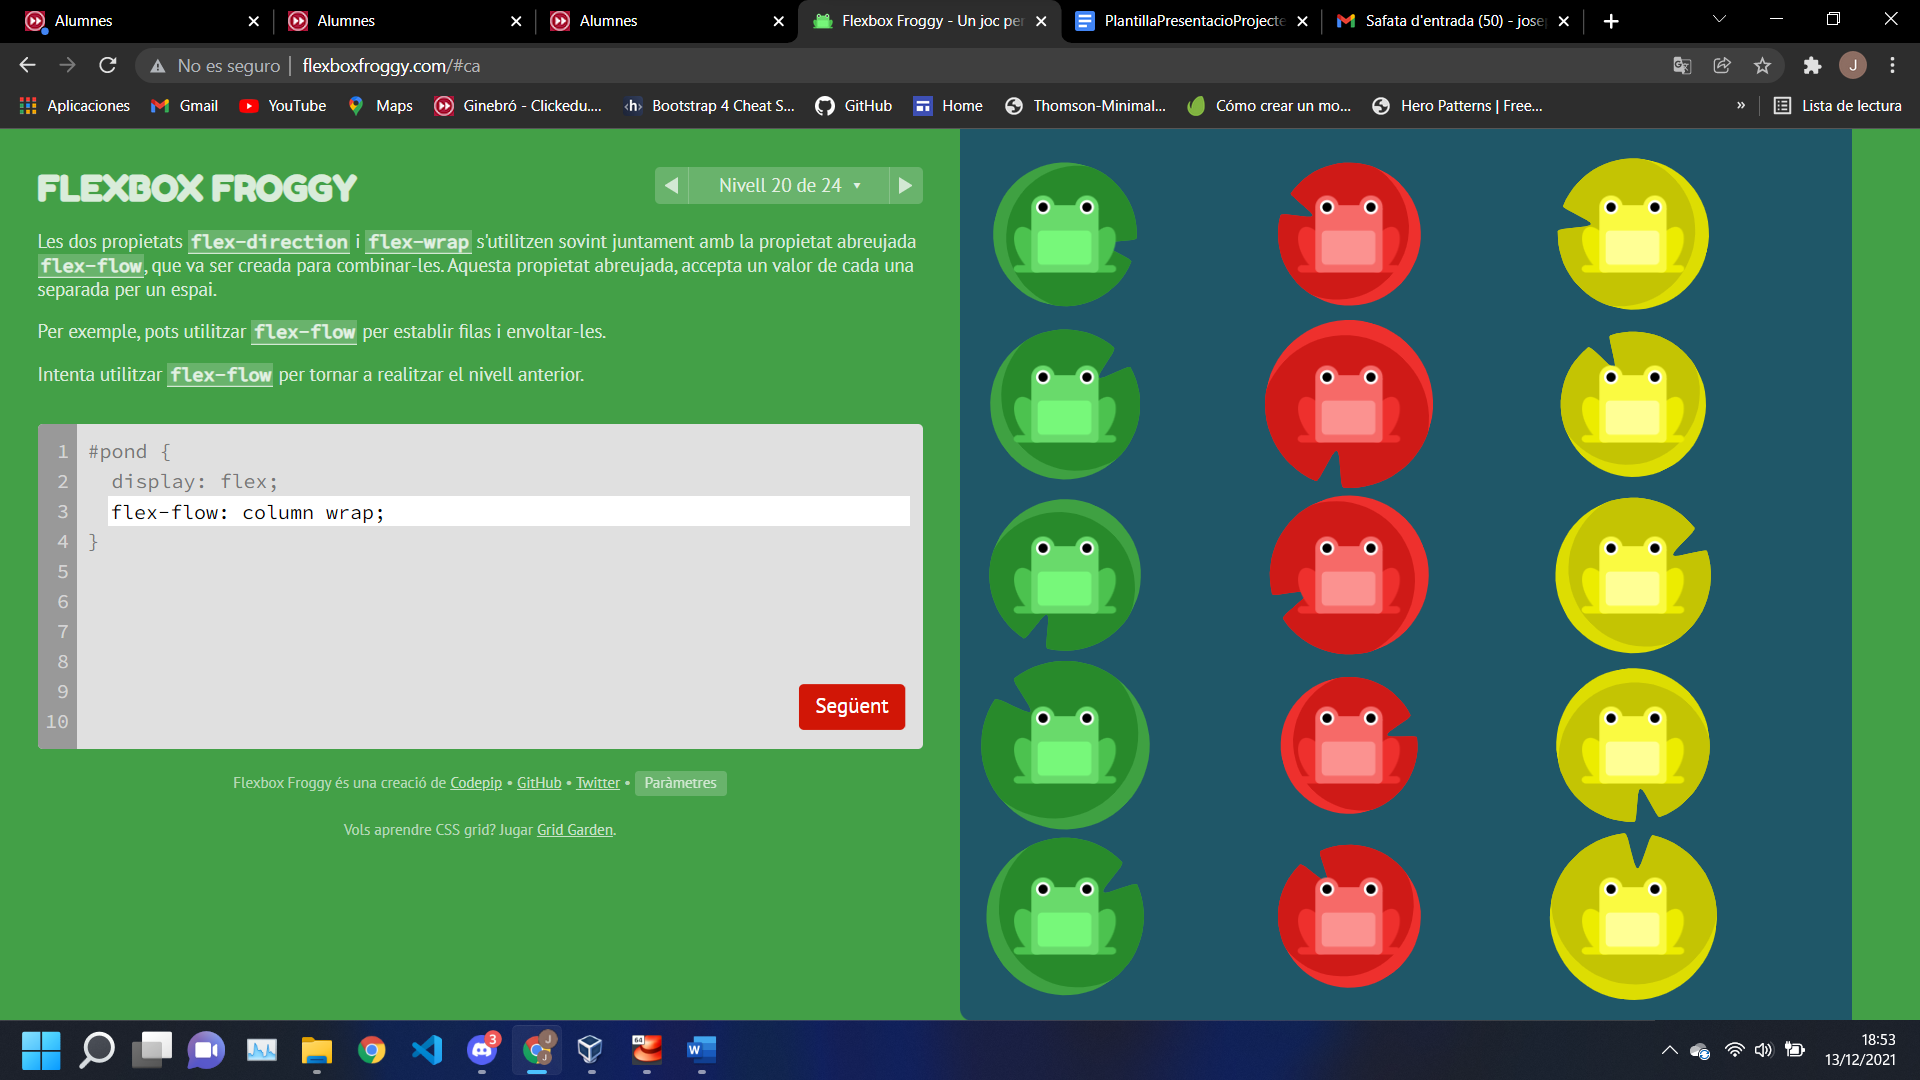 Alumnes
Alumnes
Alumnes
Flexbox Froggy - Un joc per
PlantillaPresentacioProjecte
Safata d'entrada (50) - josep
No es seguro
flexboxfroggy.com/#ca
J
Aplicaciones
Gmail
YouTube
Maps
Ginebró - Clickedu....
Bootstrap 4 Cheat S...
GitHub
Home
Thomson-Minimal...
Cómo crear un mo...
Hero Patterns | Free...
»
Lista de lectura
FLEXBOX FROGGY
Nivell 20 de 24
Les dos propietats flex-direction i flex-wrap s'utilitzen sovint juntament amb la propietat abreujada
flex-flow, que va ser creada para combinar-les. Aquesta propietat abreujada, accepta un valor de cada una
separada per un espai.
Per exemple, pots utilitzar flex-flow per establir filas i envoltar-les.
Intenta utilitzar flex-flow per tornar a realitzar el nivell anterior.
1 #pond {
2 display: flex;
3 flex-flow: column wrap;
4 }
5
6
7
8
9
10
Següent
Flexbox Froggy és una creació de Codepip • GitHub • Twitter • Paràmetres
Vols aprendre CSS grid? Jugar Grid Garden.
3
J
J
64
18:53
13/12/2021